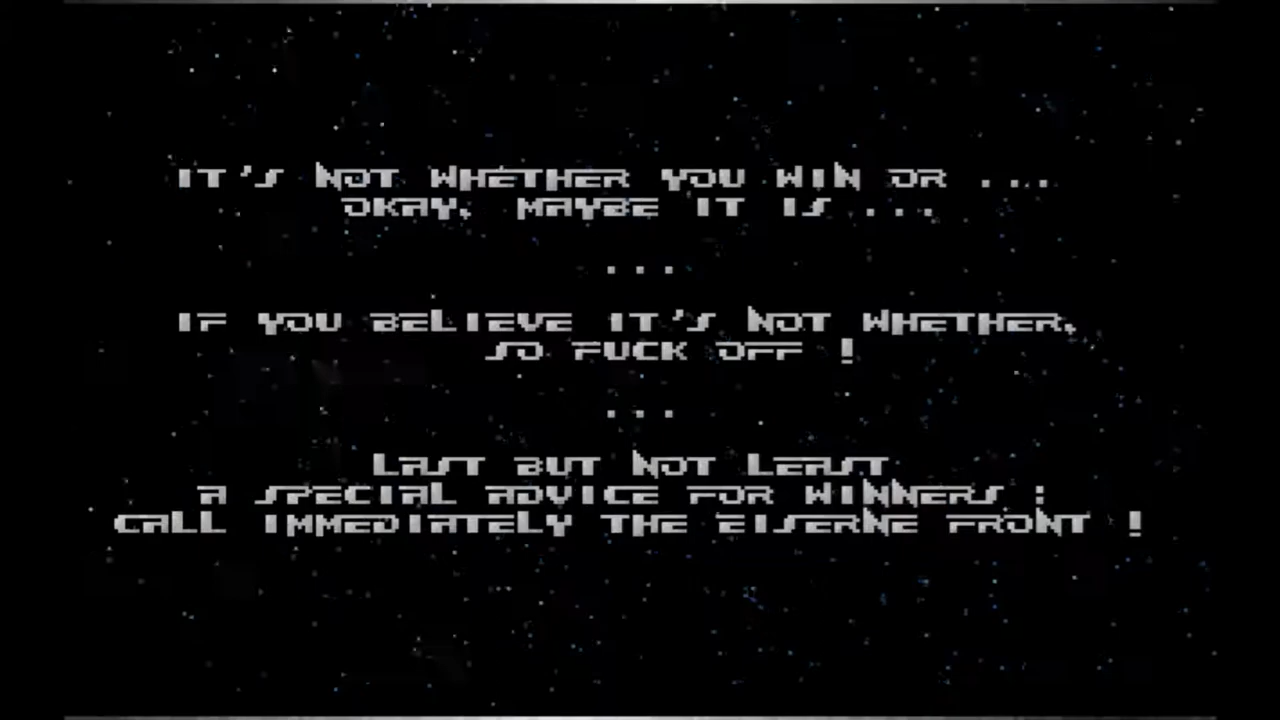 IT'S NOT WHETHER YOU WIN OR ...
OKAY, MAYBE IT IS ...
...
IF YOU BELIEVE IT'S NOT WHETHER,
SO FUCK OFF !
...
LAST BUT NOT LEAST
A SPECIAL ADVICE FOR WINNERS :
CALL IMMEDIATELY THE EISERNE FRONT !